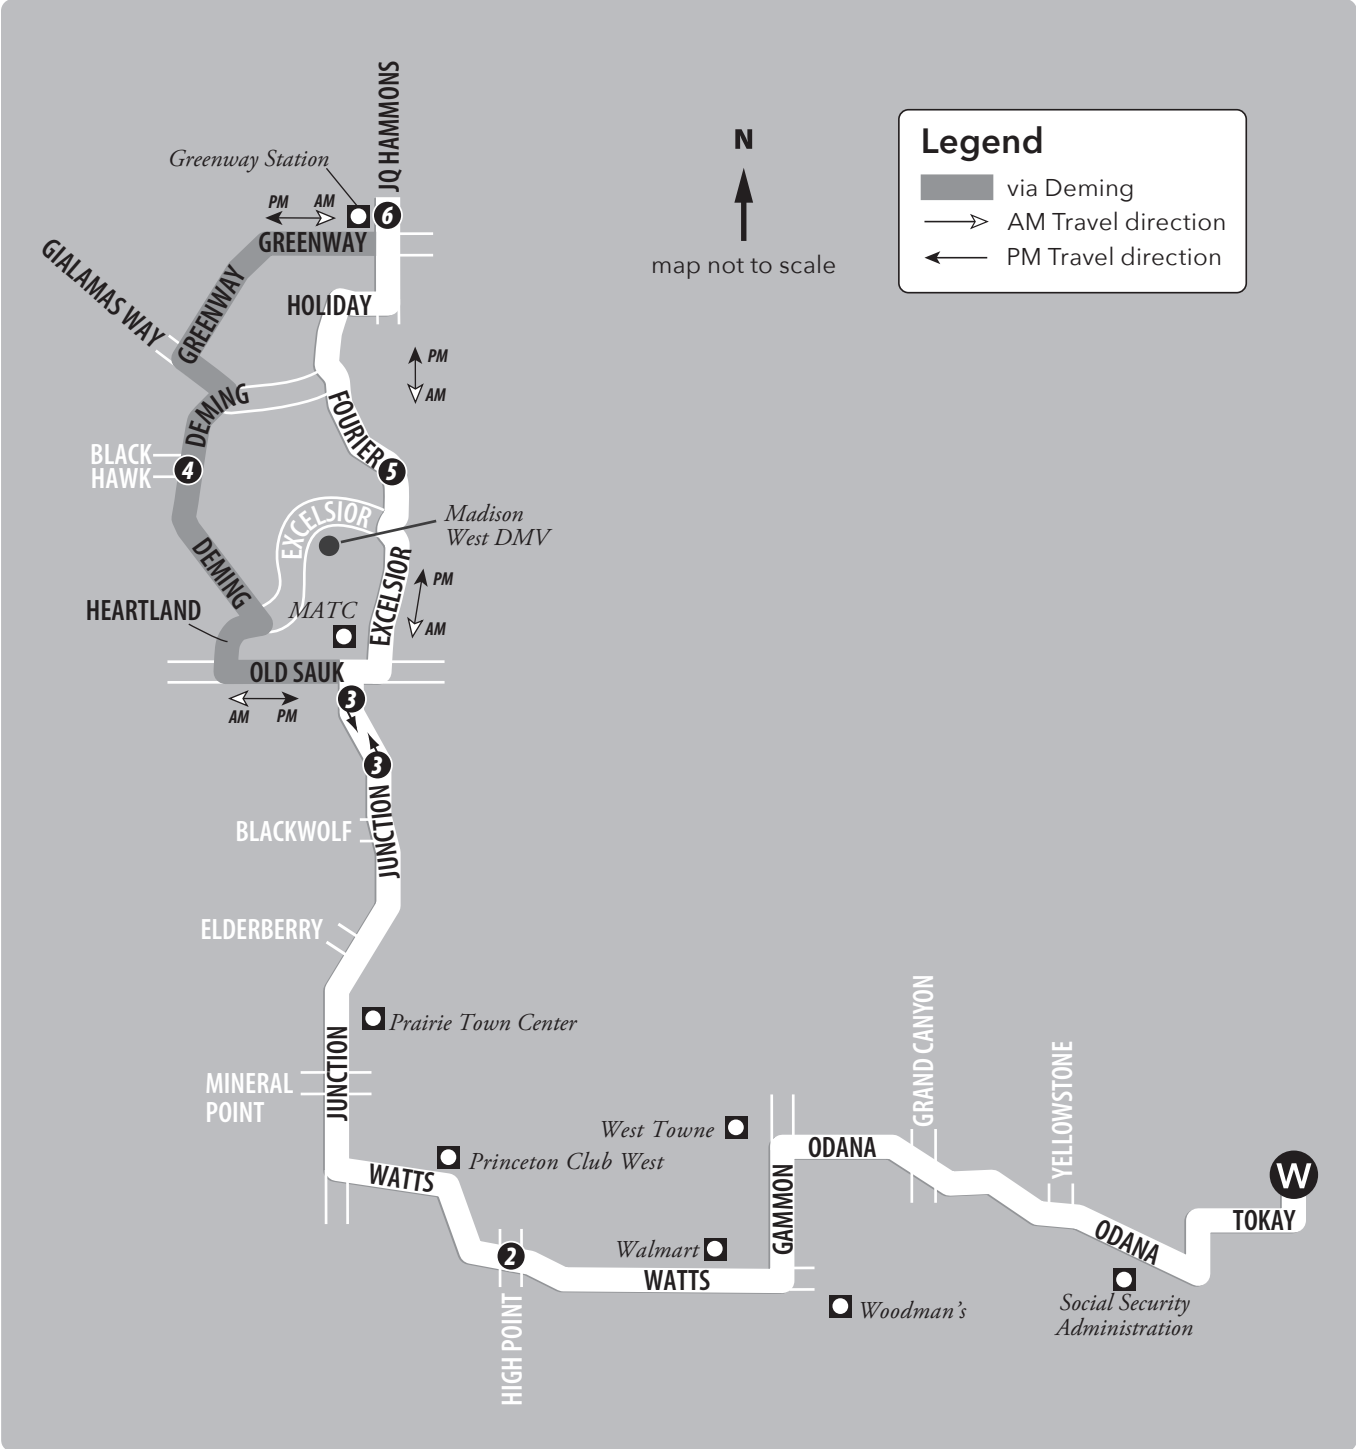 JQ HAMMONS
Greenway Station
PM AM
6
GREENWAY
GIALAMAS WAY
GREENWAY
HOLIDAY
N
map not to scale
Legend
via Deming
AM Travel direction
PM Travel direction
PM
AM
DEMING
FOURIER
BLACK
HAWK
4
5
EXCELSIOR
Madison
West DMV
DEMING
EXCELSIOR
PM
AM
HEARTLAND
MATC
OLD SAUK
AM PM
3
3
JUNCTION
BLACKWOLF
ELDERBERRY
Prairie Town Center
JUNCTION
MINERAL
POINT
GRAND CANYON
YELLOWSTONE
West Towne
ODANA
Princeton Club West
WATTS
GAMMON
W
TOKAY
ODANA
Walmart
2
WATTS
HIGH POINT
Woodman's
Social Security
Administration